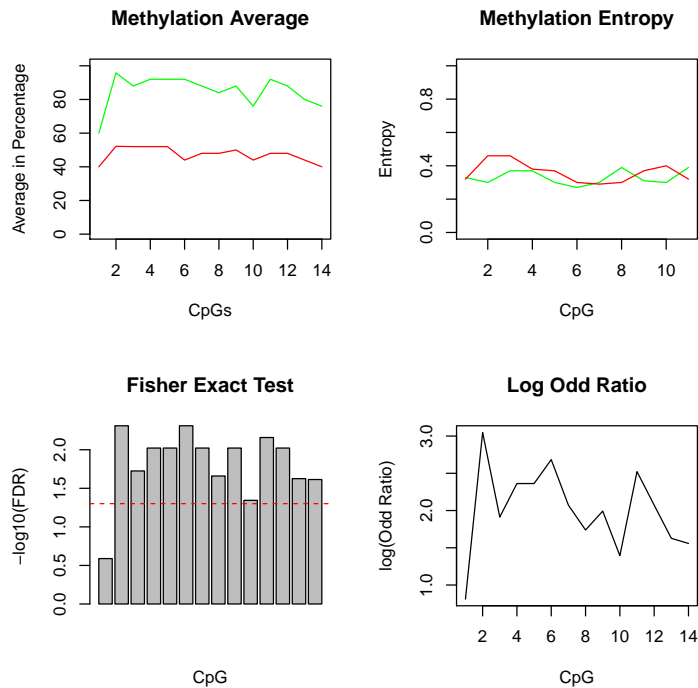 Methylation Average
Average in Percentage
0 20 40 60 80
2 4 6 8 10 12 14
CpGs
Methylation Entropy
Entropy
0.0 0.4 0.8
2 4 6 8 10
CpG
Fisher Exact Test
−log10(FDR)
0.0 0.5 1.0 1.5 2.0
CpG
Log Odd Ratio
log(Odd Ratio)
1.0 2.0 3.0
2 4 6 8 10 12 14
CpG